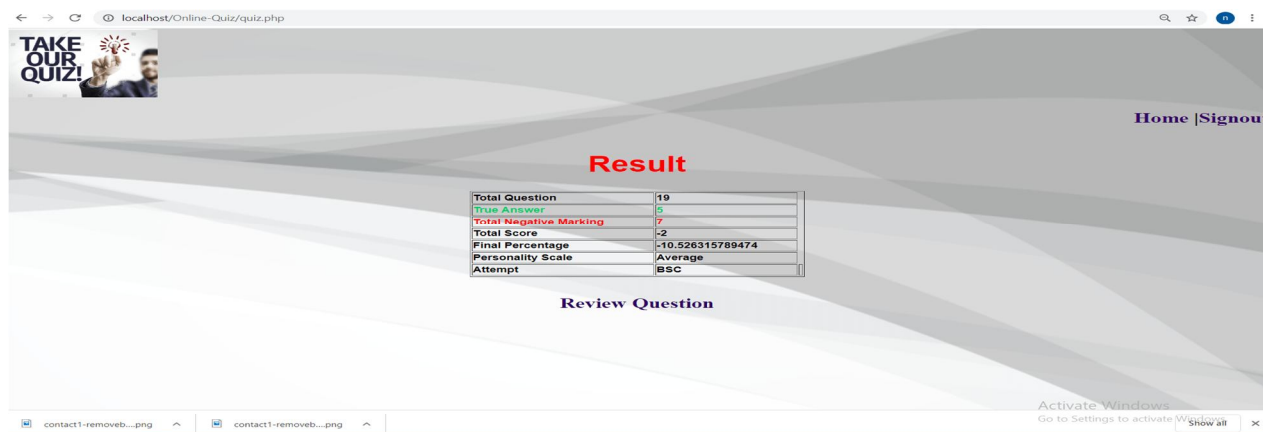 localhost/Online-Quiz/quiz.php
n
TAKE
OUR
QUIZ!
Home |Signou
Result
Total Question 19
True Answer 5
Total Negative Marking 7
Total Score -2
Final Percentage -10.526315789474
Personality Scale Average
Attempt BSC
Review Question
Activate Windows
Go to Settings to activate Windows.
contact1-removeb....png
contact1-removeb....png
Show all